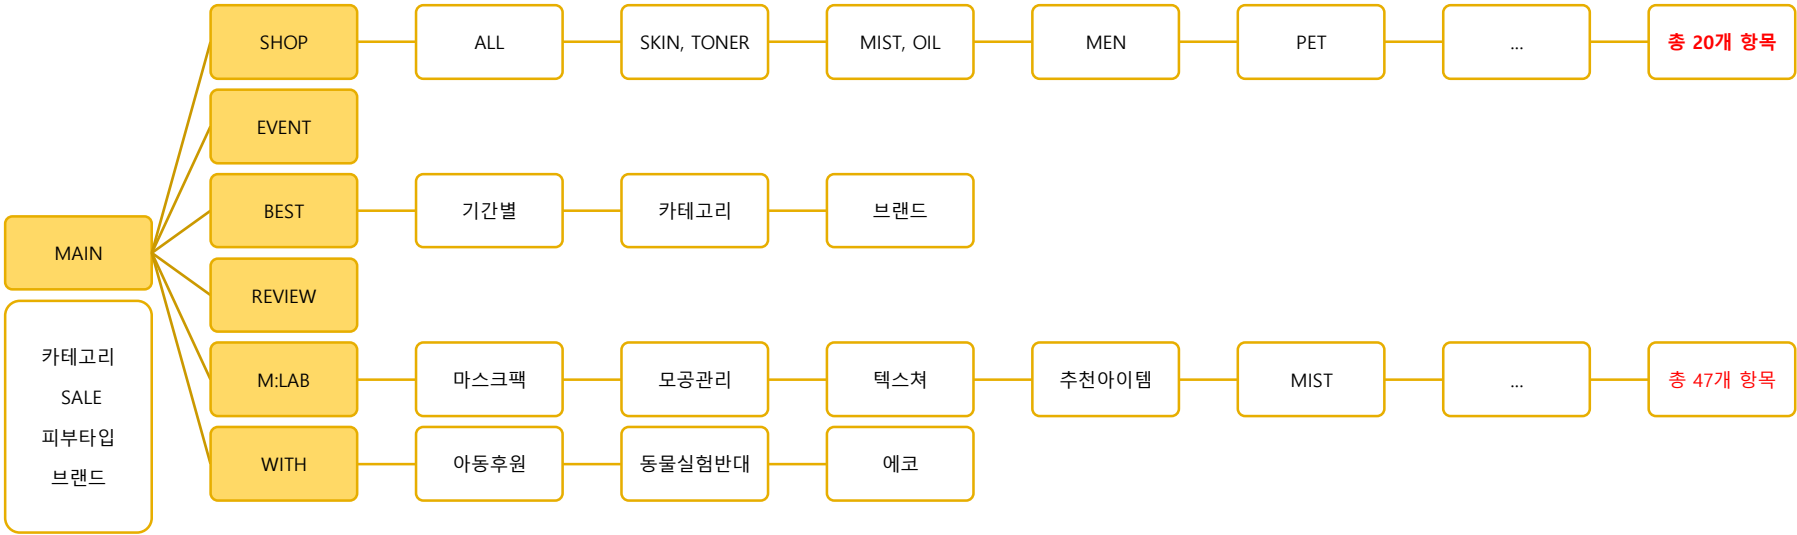 SHOP
ALL
SKIN, TONER
MIST, OIL
MEN
PET
...
총 20개 항목
EVENT
BEST
기간별
카테고리
브랜드
MAIN
REVIEW
카테고리
SALE
피부타입
브랜드
M:LAB
마스크팩
모공관리
텍스쳐
추천아이템
MIST
...
총 47개 항목
WITH
아동후원
동물실험반대
에코